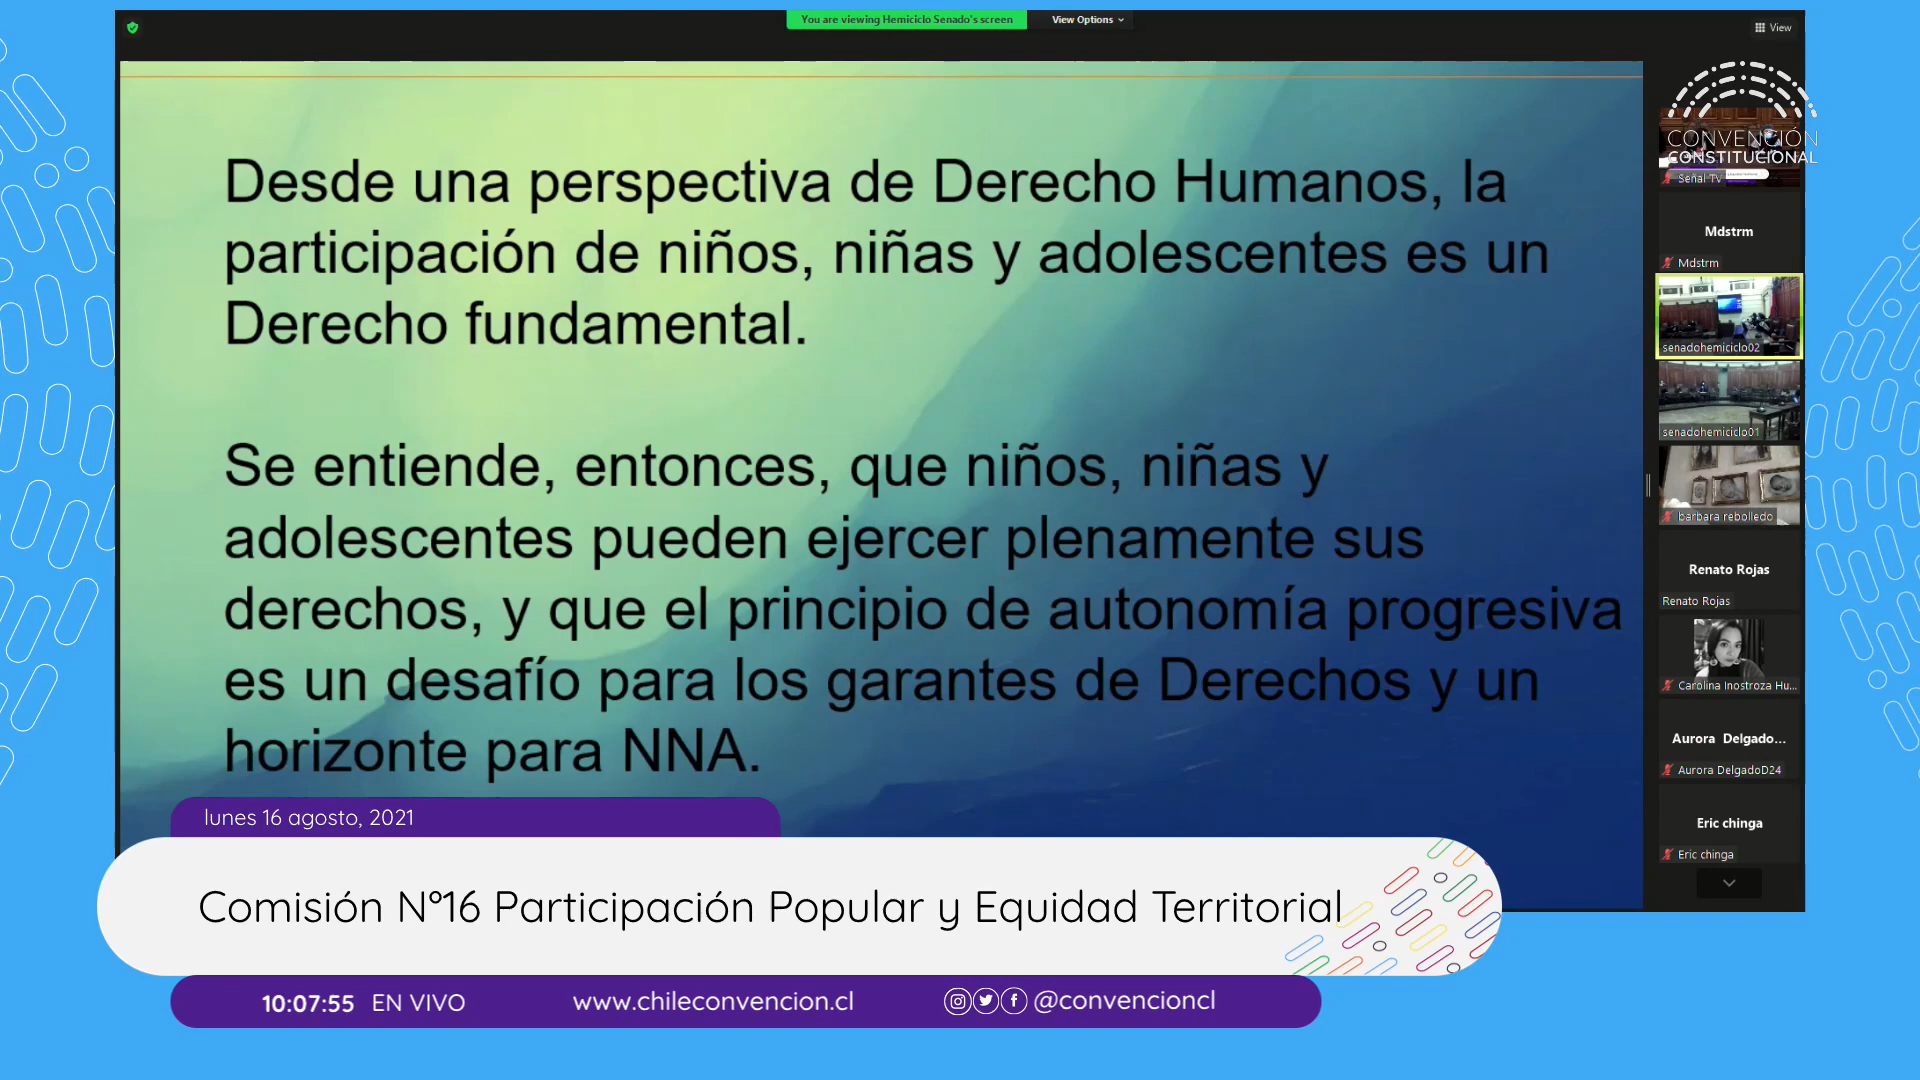 You are viewing Hemiciclo Senado's screen
View Options
View
CONVENCIÓN
CONSTITUCIONAL
Señal TV
Desde una perspectiva de Derecho Humanos, la
participación de niños, niñas y adolescentes es un
Derecho fundamental.
Se entiende, entonces, que niños, niñas y
adolescentes pueden ejercer plenamente sus
derechos, y que el principio de autonomía progresiva
es un desafío para los garantes de Derechos y un
horizonte para NNA.
Mdstrm
Mdstrm
senadohemiciclo02
senadohemiciclo01
barbara rebolledo
Renato Rojas
Renato Rojas
Carolina Inostroza Hu...
Aurora Delgado...
Aurora DelgadoD24
Eric chinga
Eric chinga
lunes 16 agosto, 2021
Comisión N°16 Participación Popular y Equidad Territorial
10:07:55 EN VIVO
www.chileconvencion.cl
@convencioncl